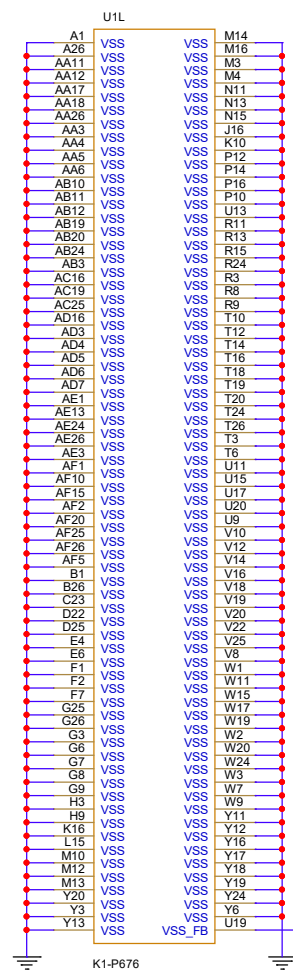 U1L
A1 VSS VSS M14
A26 VSS VSS M16
AA11 VSS VSS M3
AA12 VSS VSS M4
AA17 VSS VSS N11
AA18 VSS VSS N13
AA26 VSS VSS N15
AA3 VSS VSS J16
AA4 VSS VSS K10
AA5 VSS VSS P12
AA6 VSS VSS P14
AB10 VSS VSS P16
AB11 VSS VSS P10
AB12 VSS VSS U13
AB19 VSS VSS R11
AB20 VSS VSS R13
AB24 VSS VSS R15
AB3 VSS VSS R24
AC16 VSS VSS R3
AC19 VSS VSS R8
AC25 VSS VSS R9
AD16 VSS VSS T10
AD3 VSS VSS T12
AD4 VSS VSS T14
AD5 VSS VSS T16
AD6 VSS VSS T18
AD7 VSS VSS T19
AE1 VSS VSS T20
AE13 VSS VSS T24
AE24 VSS VSS T26
AE26 VSS VSS T3
AE3 VSS VSS T6
AF1 VSS VSS U11
AF10 VSS VSS U15
AF15 VSS VSS U17
AF2 VSS VSS U20
AF20 VSS VSS U9
AF25 VSS VSS V10
AF26 VSS VSS V12
AF5 VSS VSS V14
B1 VSS VSS V16
B26 VSS VSS V18
C23 VSS VSS V19
D22 VSS VSS V20
D25 VSS VSS V22
E4 VSS VSS V25
E6 VSS VSS V8
F1 VSS VSS W1
F2 VSS VSS W11
F7 VSS VSS W15
G25 VSS VSS W17
G26 VSS VSS W19
G3 VSS VSS W2
G6 VSS VSS W20
G7 VSS VSS W24
G8 VSS VSS W3
G9 VSS VSS W7
H3 VSS VSS W9
H9 VSS VSS Y11
K16 VSS VSS Y12
L15 VSS VSS Y16
M10 VSS VSS Y17
M12 VSS VSS Y18
M13 VSS VSS Y19
Y20 VSS VSS Y24
Y3 VSS VSS Y6
Y13 VSS VSS_FB U19
K1-P676